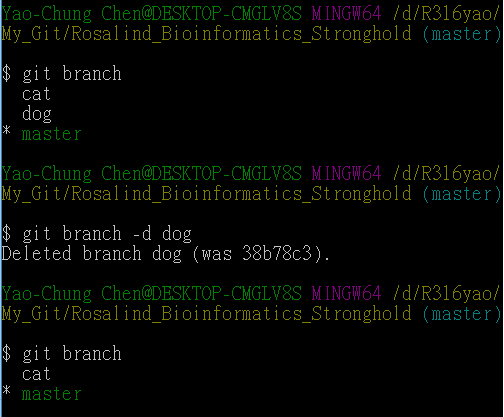 Yao-Chung Chen@DESKTOP-CMGLV8S MINGW64 /d/R316yao/
My_Git/Rosalind_Bioinformatics_Stronghold (master)
$ git branch
cat
dog
* master
Yao-Chung Chen@DESKTOP-CMGLV8S MINGW64 /d/R316yao/
My_Git/Rosalind_Bioinformatics_Stronghold (master)
$ git branch -d dog
Deleted branch dog (was 38b78c3).
Yao-Chung Chen@DESKTOP-CMGLV8S MINGW64 /d/R316yao/
My_Git/Rosalind_Bioinformatics_Stronghold (master)
$ git branch
cat
* master